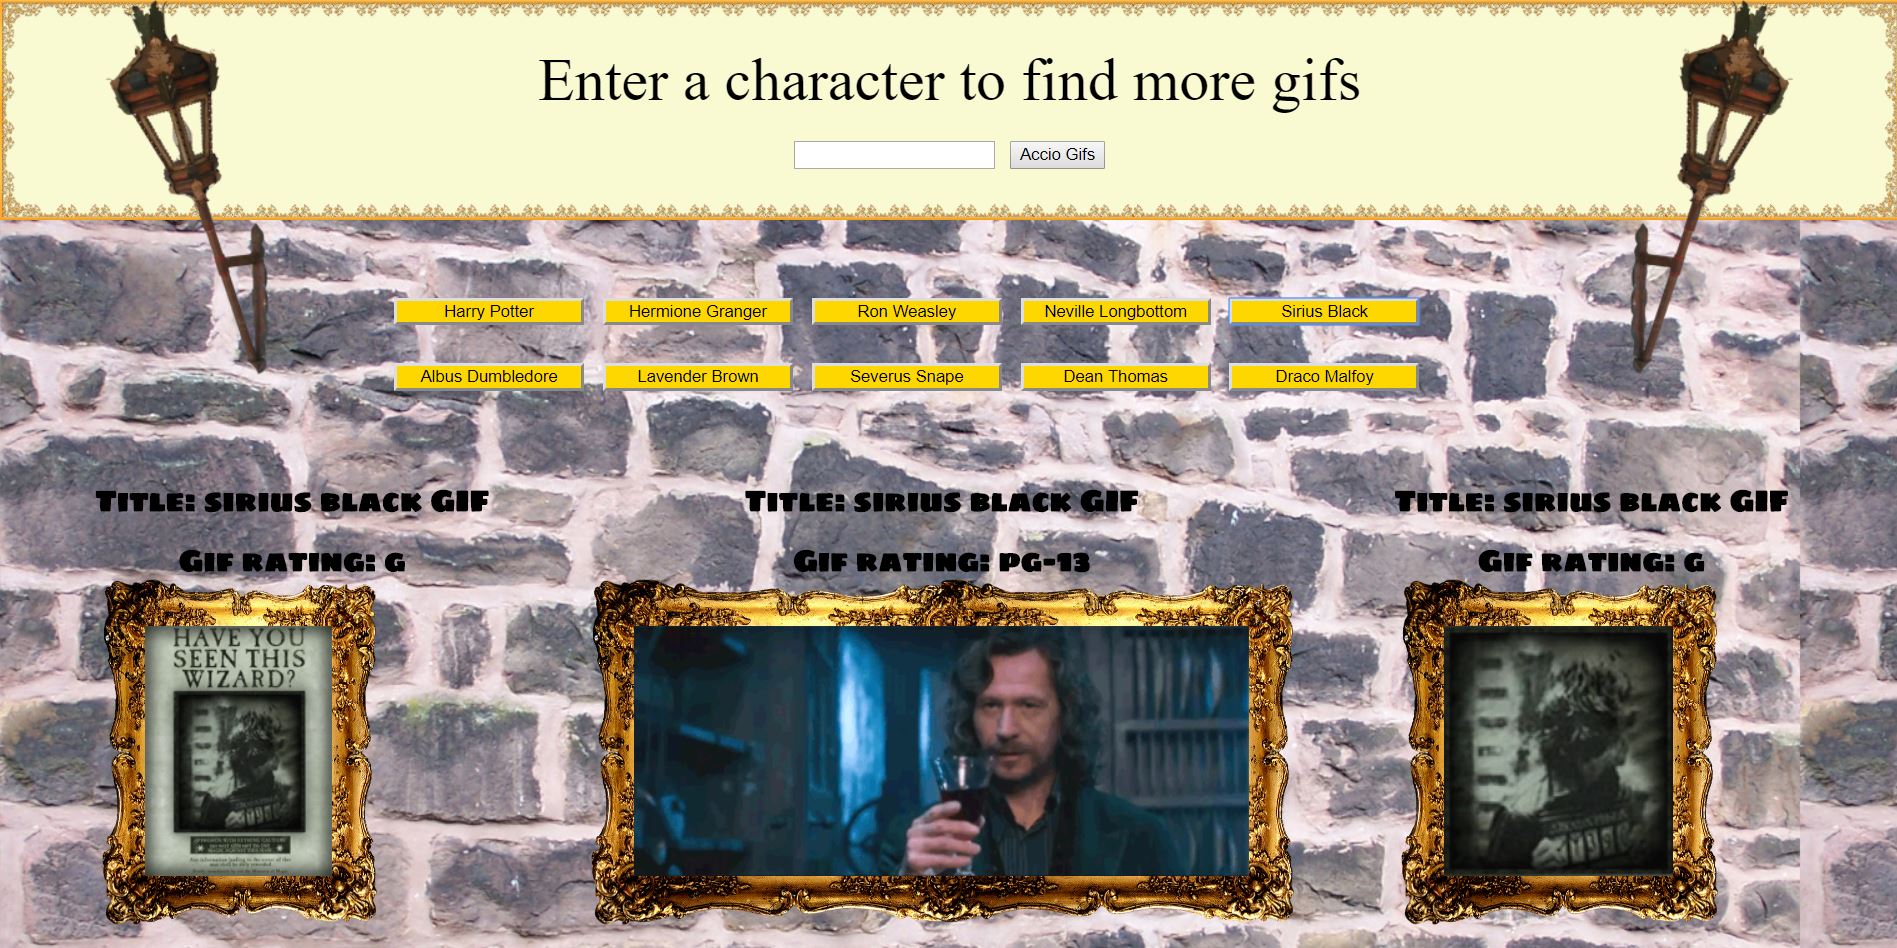 Enter a character to find more gifs
Accio Gifs
Harry Potter
Hermione Granger
Ron Weasley
Neville Longbottom
Sirius Black
Albus Dumbledore
Lavender Brown
Severus Snape
Dean Thomas
Draco Malfoy
Title: sirius black GIF
Gif rating: g
HAVE YOU
SEEN THIS
WIZARD?
Title: sirius black GIF
Gif rating: pg-13
Title: sirius black GIF
Gif rating: g